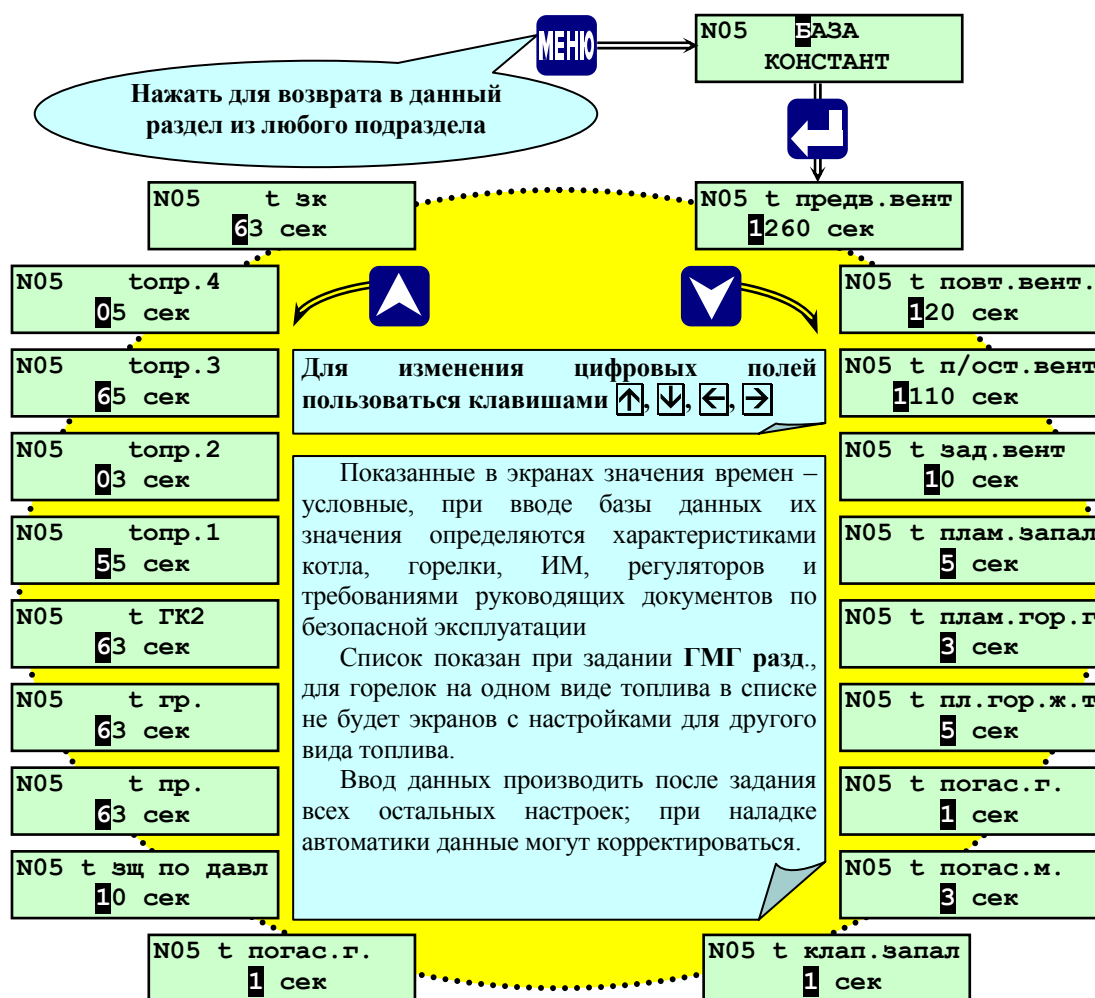 МЕНЮ
N05 БАЗА
КОНСТАНТ
Нажать для возврата в данный
раздел из любого подраздела
N05 t зк
63 сек
N05 t предв.вент
1260 сек
N05 tопр.4
05 сек
N05 t повт.вент.
120 сек
N05 tопр.3
65 сек
Для изменения цифровых полей
пользоваться клавишами ↑, ↓, ←, →
N05 t п/ост.вент
1110 сек
N05 tопр.2
03 сек
N05 t зад.вент
10 сек
N05 tопр.1
55 сек
N05 t плам.запал
5 сек
N05 t ГК2
63 сек
N05 t плам.гор.г
3 сек
N05 t гр.
63 сек
N05 t пл.гор.ж.т
5 сек
N05 t пр.
63 сек
N05 t погас.г.
1 сек
N05 t зщ по давл
10 сек
N05 t погас.м.
3 сек
N05 t погас.г.
1 сек
N05 t клап.запал
1 сек
Показанные в экранах значения времен –
условные, при вводе базы данных их
значения определяются характеристиками
котла, горелки, ИМ, регуляторов и
требованиями руководящих документов по
безопасной эксплуатации
Список показан при задании ГМГ разд.,
для горелок на одном виде топлива в списке
не будет экранов с настройками для другого
вида топлива.
Ввод данных производить после задания
всех остальных настроек; при наладке
автоматики данные могут корректироваться.